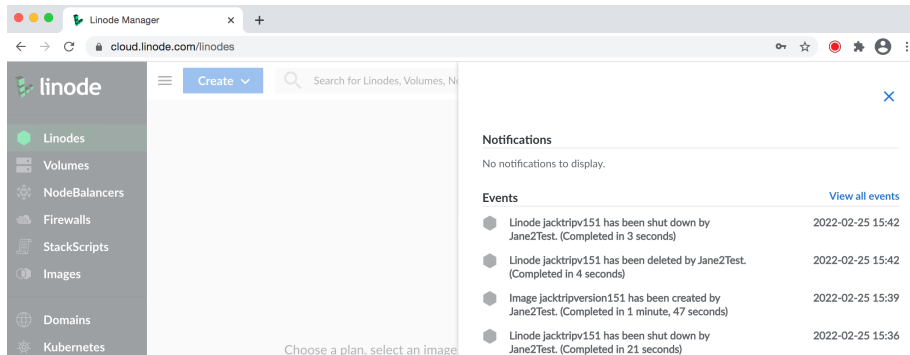 Linode Manager
cloud.linode.com/linodes
linode
Create
Search for Linodes, Volumes,
Linodes
Volumes
NodeBalancers
Firewalls
StackScripts
Images
Domains
Kubernetes
Choose a plan, select an image
Notifications
No notifications to display.
Events
View all events
Linode jacktripv151 has been shut down by
Jane2Test. (Completed in 3 seconds)
2022-02-25 15:42
Linode jacktripv151 has been deleted by Jane2Test.
(Completed in 4 seconds)
2022-02-25 15:42
Image jacktripversion151 has been created by
Jane2Test. (Completed in 1 minute, 47 seconds)
2022-02-25 15:39
Linode jacktripv151 has been shut down by
Jane2Test. (Completed in 21 seconds)
2022-02-25 15:36